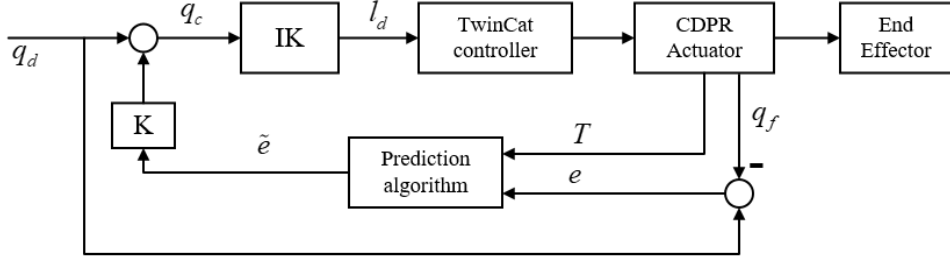 q_d
q_c
IK
l_d
TwinCat
controller
CDPR
Actuator
End
Effector
K
ẽ
Prediction
algorithm
T
e
q_f
-